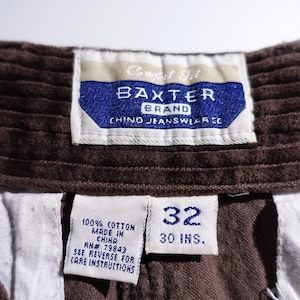 Comfort Fit
BAXTER
BRAND
CHINO JEANSWEAR CO
100% COTTON
MADE IN
CHINA
RN# 79843
SEE REVERSE FOR
CARE INSTRUCTIONS
32
30 INS.